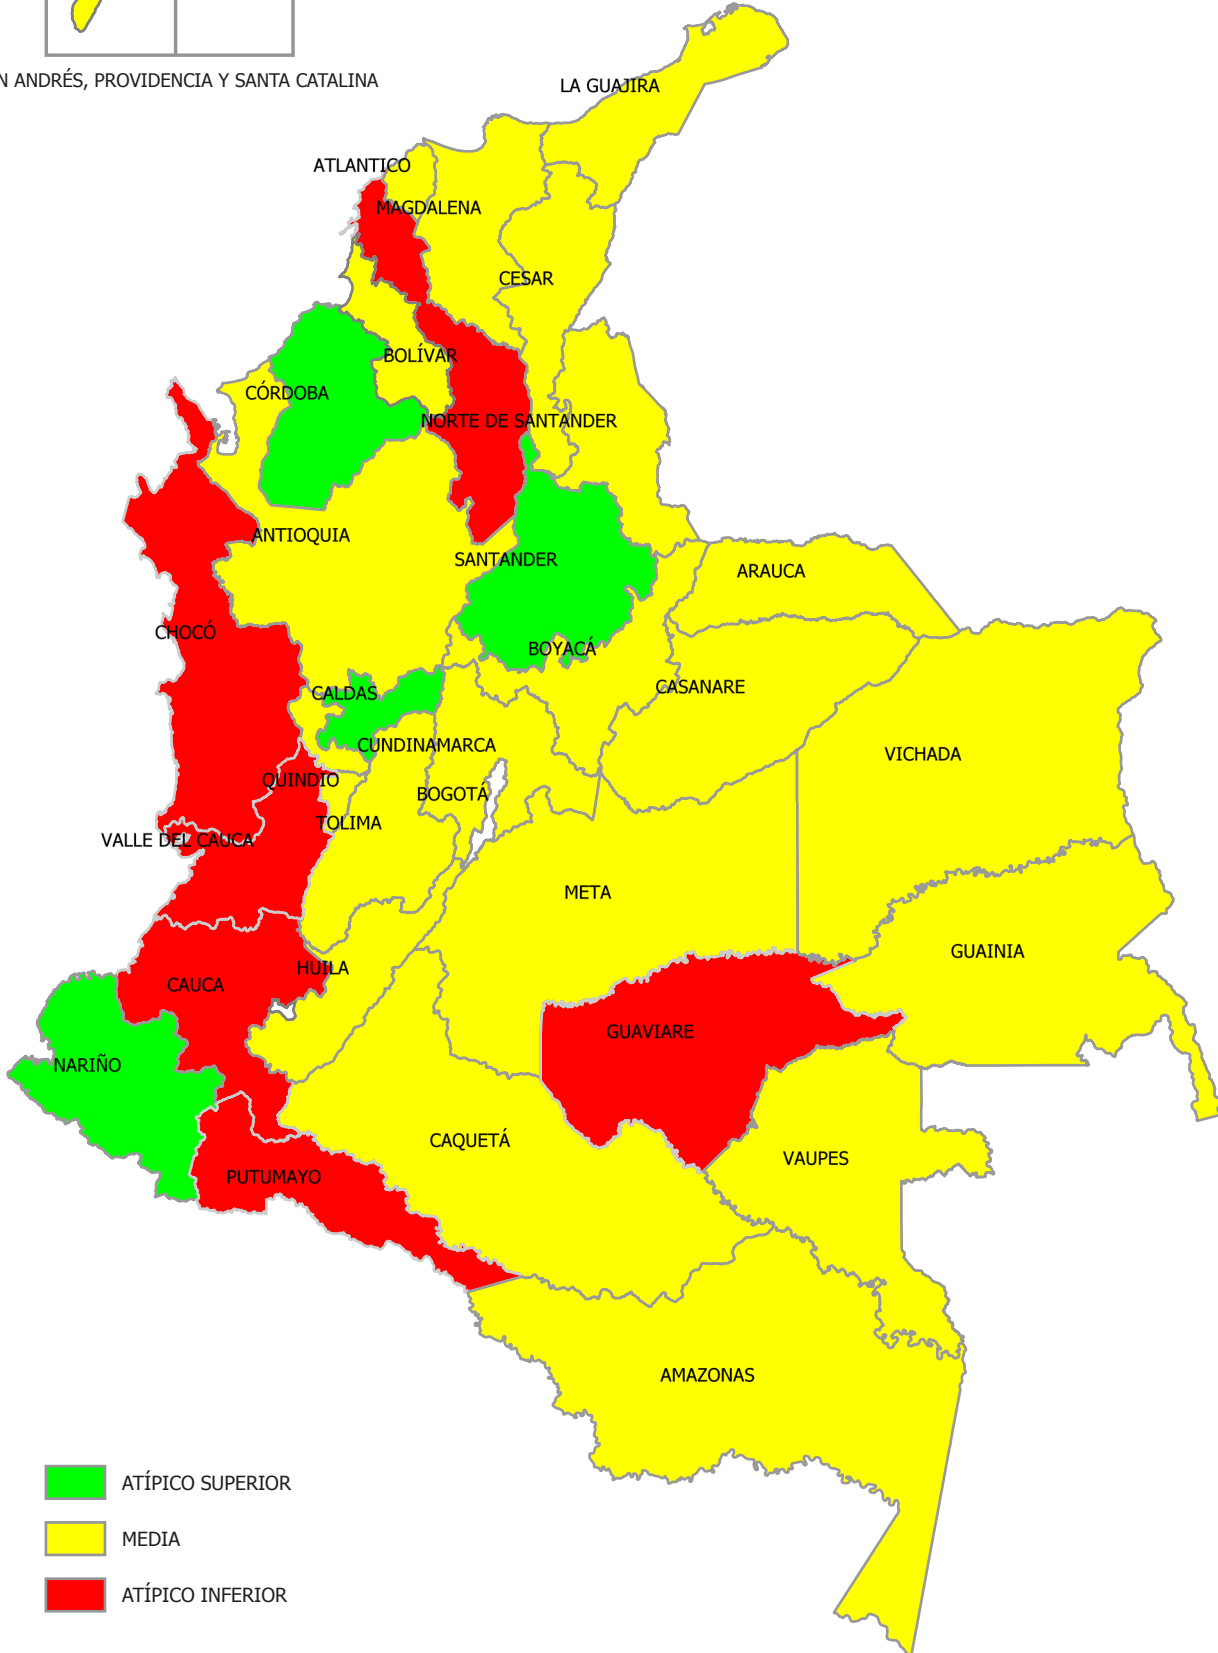 N ANDRÉS, PROVIDENCIA Y SANTA CATALINA
LA GUAJIRA
ATLANTICO
MAGDALENA
CESAR
BOLÍVAR
CÓRDOBA
NORTE DE SANTANDER
ANTIOQUIA
SANTANDER
ARAUCA
CHOCÓ
BOYACÁ
CASANARE
CALDAS
CUNDINAMARCA
VICHADA
QUINDIO
BOGOTÁ
TOLIMA
VALLE DEL CAUCA
META
GUAINIA
HUILA
CAUCA
GUAVIARE
NARIÑO
CAQUETÁ
VAUPES
PUTUMAYO
AMAZONAS
ATÍPICO SUPERIOR
MEDIA
ATÍPICO INFERIOR